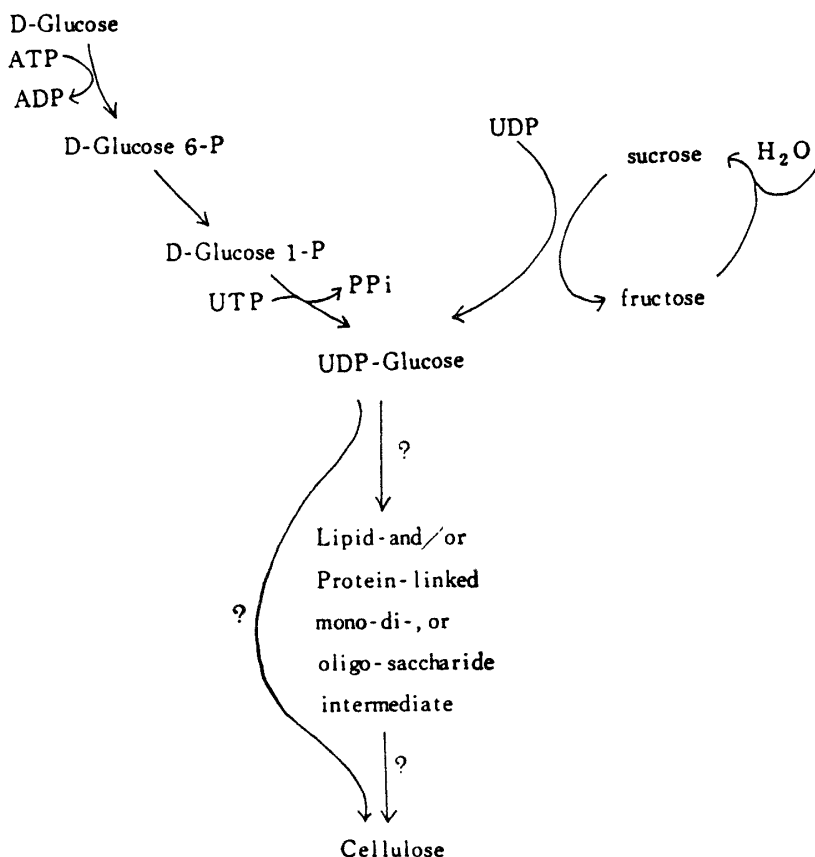 D-Glucose
ATP
ADP
D-Glucose 6-P
D-Glucose 1-P
UTP
PPi
UDP
sucrose
H₂O
fructose
UDP-Glucose
?
?
Lipid-and/or
Protein-linked
mono-di-, or
oligo-saccharide
intermediate
?
Cellulose